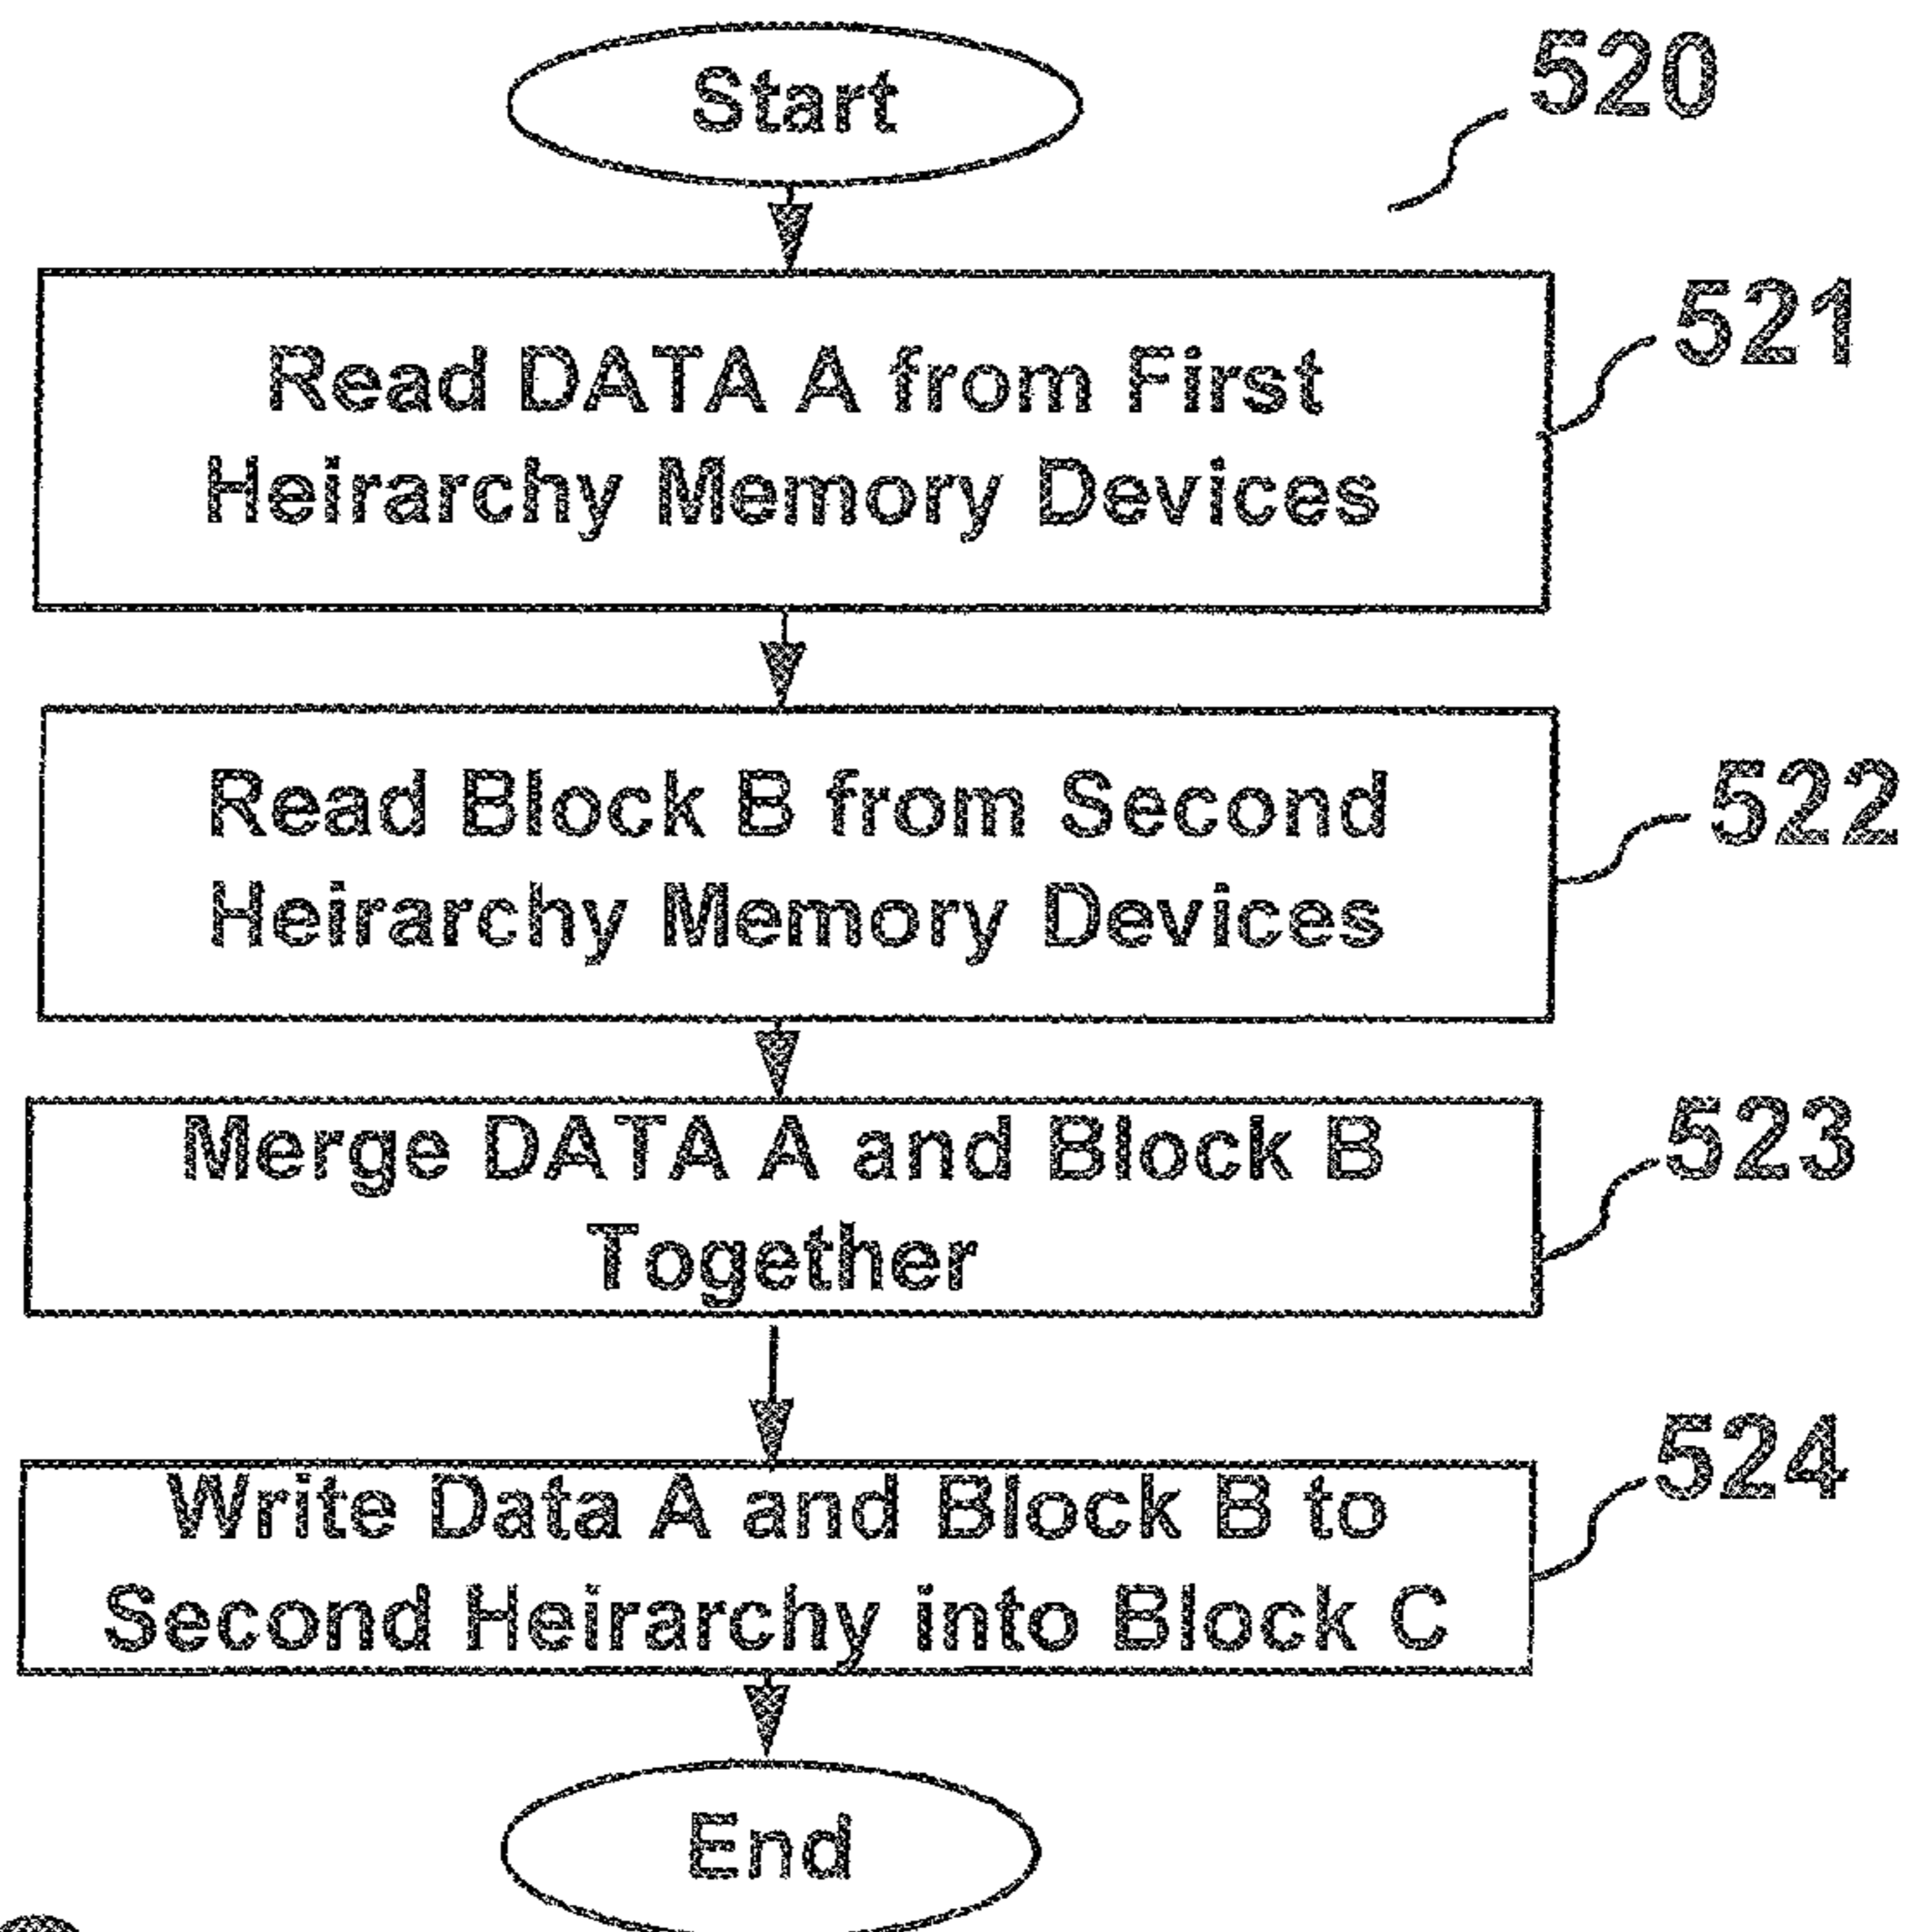 Start
520
Read DATA A from First
Heirarchy Memory Devices
521
Read Block B from Second
Heirarchy Memory Devices
522
Merge DATA A and Block B
Together
523
Write Data A and Block B to
Second Heirarchy into Block C
524
End